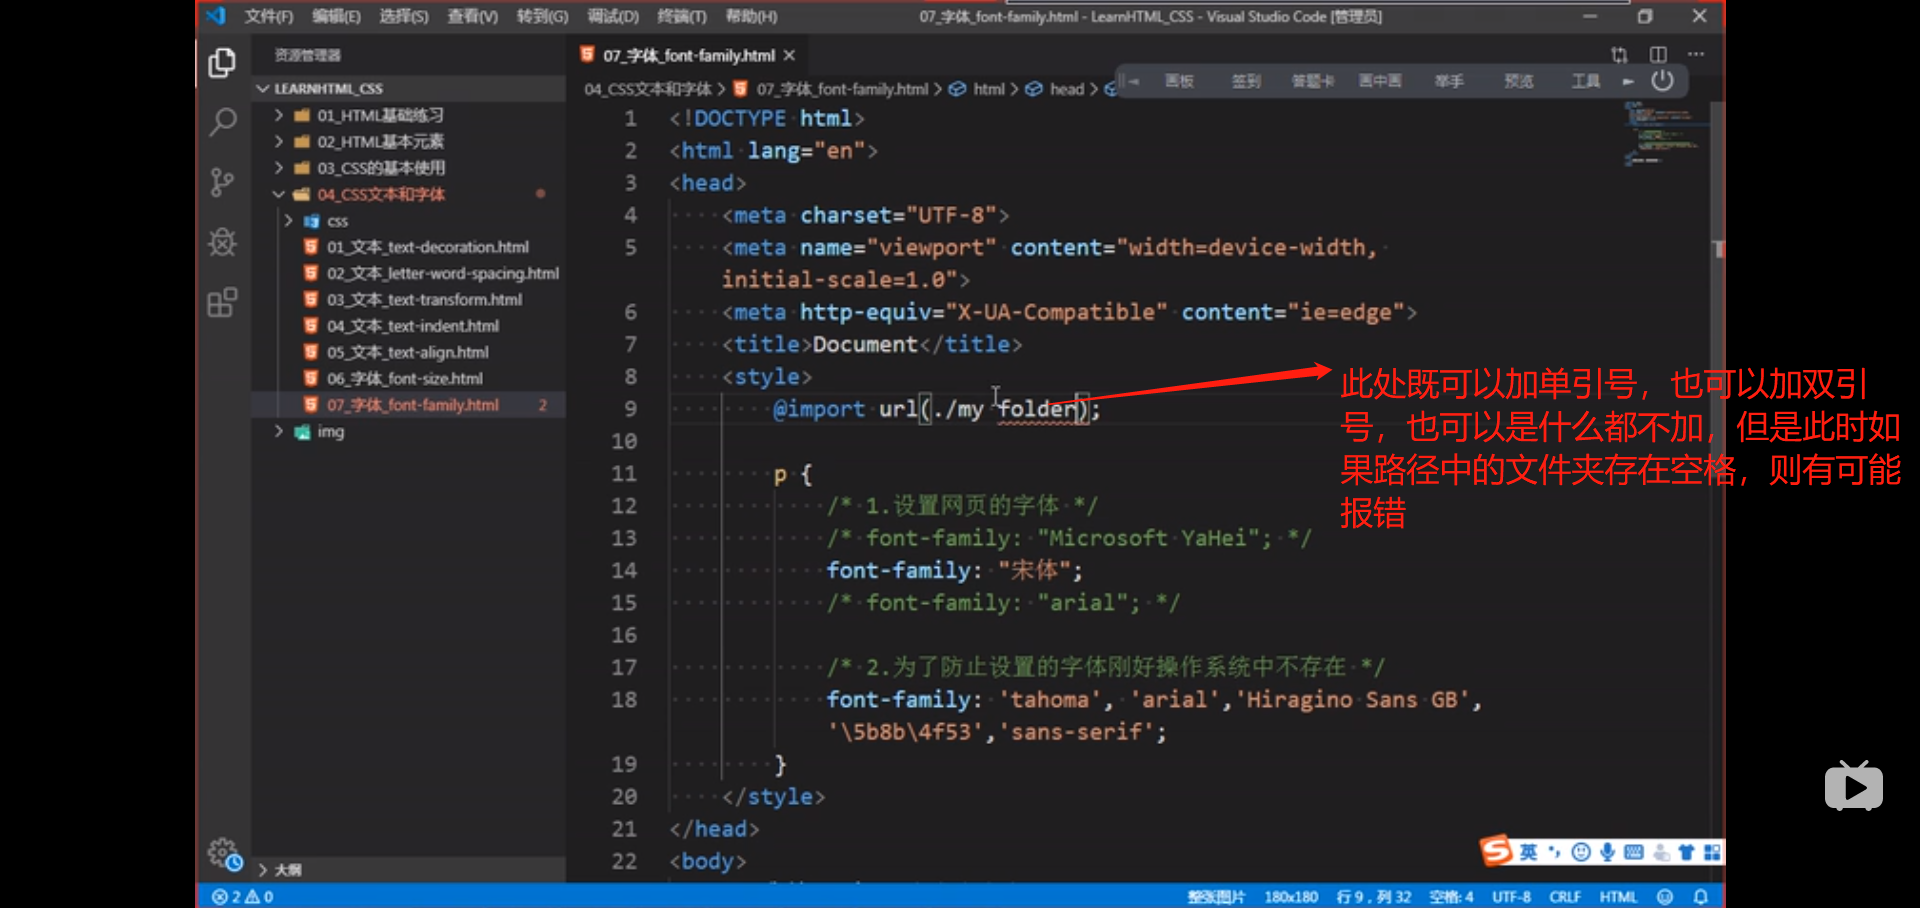 文件(F) 编辑(E) 选择(S) 查看(V) 转到(G) 调试(D) 终端(T) 帮助(H) 07_字体_font-family.html - LearnHTML_CSS - Visual Studio Code [管理员]
资源管理器
07_字体_font-family.html
画板 签到 答题卡 画中画 举手 预览 工具
LEARNHTML_CSS
04_CSS文本和字体 > 07_字体_font-family.html > html > head >
01_HTML基础练习
02_HTML基本元素
03_CSS的基本使用
04_CSS文本和字体
css
01_文本_text-decoration.html
02_文本_letter-word-spacing.html
03_文本_text-transform.html
04_文本_text-indent.html
05_文本_text-align.html
06_字体_font-size.html
07_字体_font-family.html 2
img
大纲
1 <!DOCTYPE html>
2 <html lang="en">
3 <head>
4 <meta charset="UTF-8">
5 <meta name="viewport" content="width=device-width,
initial-scale=1.0">
6 <meta http-equiv="X-UA-Compatible" content="ie=edge">
7 <title>Document</title>
8 <style>
9 @import url(./my folder);
10
11 p {
12 /* 1.设置网页的字体 */
13 /* font-family: "Microsoft YaHei"; */
14 font-family: "宋体";
15 /* font-family: "arial"; */
16
17 /* 2.为了防止设置的字体刚好操作系统中不存在 */
18 font-family: 'tahoma', 'arial','Hiragino Sans GB',
'\5b8b\4f53','sans-serif';
19 }
20 </style>
21 </head>
22 <body>
此处既可以加单引号，也可以加双引
号，也可以是什么都不加，但是此时如
果路径中的文件夹存在空格，则有可能
报错
英
2 0 整张图片 180x180 行 9，列 32 空格: 4 UTF-8 CRLF HTML